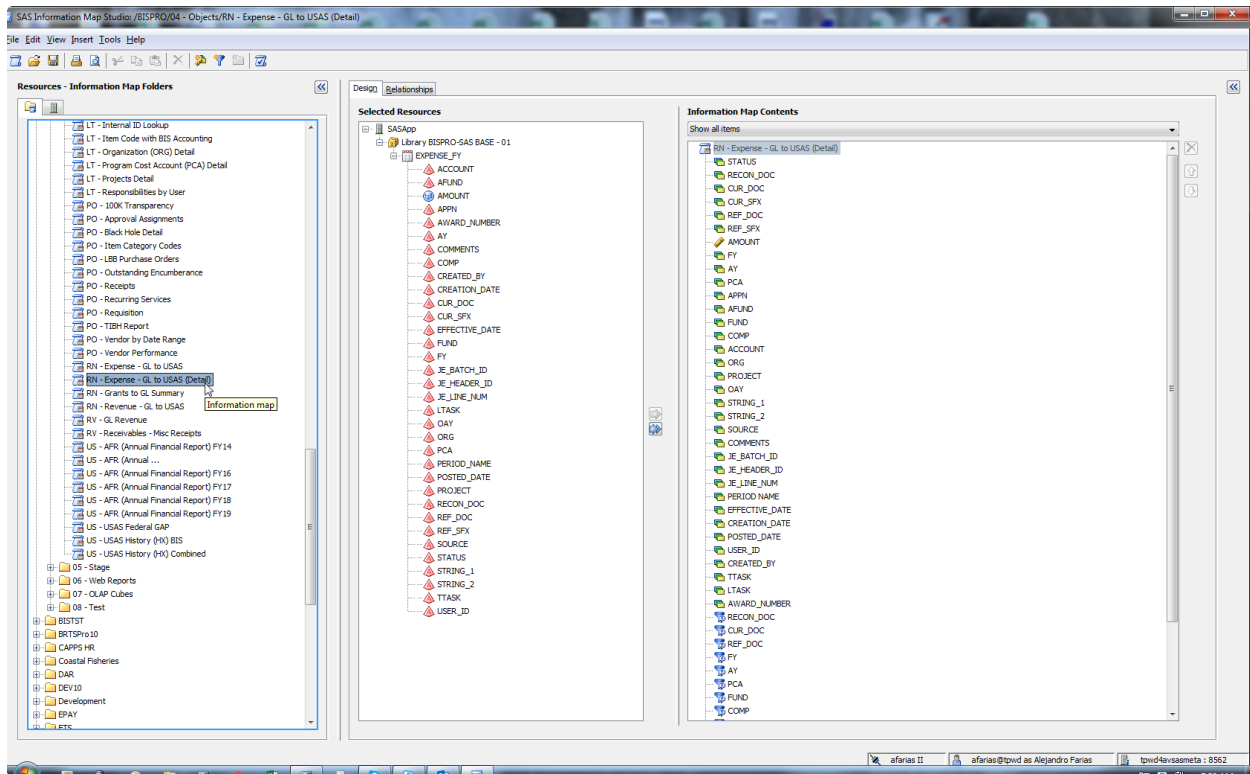 SAS Information Map Studio: /BISPRO/04 - Objects/RN - Expense - GL to USAS (Detail)
File Edit View Insert Tools Help
Resources - Information Map Folders
LT - Internal ID Lookup
LT - Item Code with BIS Accounting
LT - Organization (ORG) Detail
LT - Program Cost Account (PCA) Detail
LT - Projects Detail
LT - Responsibilities by User
PO - 100K Transparency
PO - Approval Assignments
PO - Black Hole Detail
PO - Item Category Codes
PO - LBB Purchase Orders
PO - Outstanding Encumberance
PO - Receipts
PO - Recurring Services
PO - Requisition
PO - TIBH Report
PO - Vendor by Date Range
PO - Vendor Performance
RN - Expense - GL to USAS
RN - Expense - GL to USAS (Detail)
RN - Grants to GL Summary
RN - Revenue - GL to USAS
Information map
RV - GL Revenue
RV - Receivables - Misc Receipts
US - AFR (Annual Financial Report) FY14
US - AFR (Annual ...
US - AFR (Annual Financial Report) FY16
US - AFR (Annual Financial Report) FY17
US - AFR (Annual Financial Report) FY18
US - AFR (Annual Financial Report) FY19
US - USAS Federal GAP
US - USAS History (HX) BIS
US - USAS History (HX) Combined
05 - Stage
06 - Web Reports
07 - OLAP Cubes
08 - Test
BISTST
BRTSPro10
CAPPS HR
Coastal Fisheries
DAR
DEV10
Development
EPAY
ETS
Design Relationships
Selected Resources
SASApp
Library BISPRO-SAS BASE - 01
EXPENSE_FY
ACCOUNT
AFUND
AMOUNT
APPN
AWARD_NUMBER
AY
COMMENTS
COMP
CREATED_BY
CREATION_DATE
CUR_DOC
CUR_SFX
EFFECTIVE_DATE
FUND
FY
JE_BATCH_ID
JE_HEADER_ID
JE_LINE_NUM
LTASK
OAY
ORG
PCA
PERIOD_NAME
POSTED_DATE
PROJECT
RECON_DOC
REF_DOC
REF_SFX
SOURCE
STATUS
STRING_1
STRING_2
TTASK
USER_ID
Information Map Contents
Show all items
RN - Expense - GL to USAS (Detail)
STATUS
RECON_DOC
CUR_DOC
CUR_SFX
REF_DOC
REF_SFX
AMOUNT
FY
AY
PCA
APPN
AFUND
FUND
COMP
ACCOUNT
ORG
PROJECT
OAY
STRING_1
STRING_2
SOURCE
COMMENTS
JE_BATCH_ID
JE_HEADER_ID
JE_LINE_NUM
PERIOD NAME
EFFECTIVE_DATE
CREATION_DATE
POSTED_DATE
USER_ID
CREATED_BY
TTASK
LTASK
AWARD_NUMBER
RECON_DOC
CUR_DOC
REF_DOC
FY
AY
PCA
FUND
COMP
afarias II
afarias@tpwd as Alejandro Farias
tpwd4avsasmeta : 8562